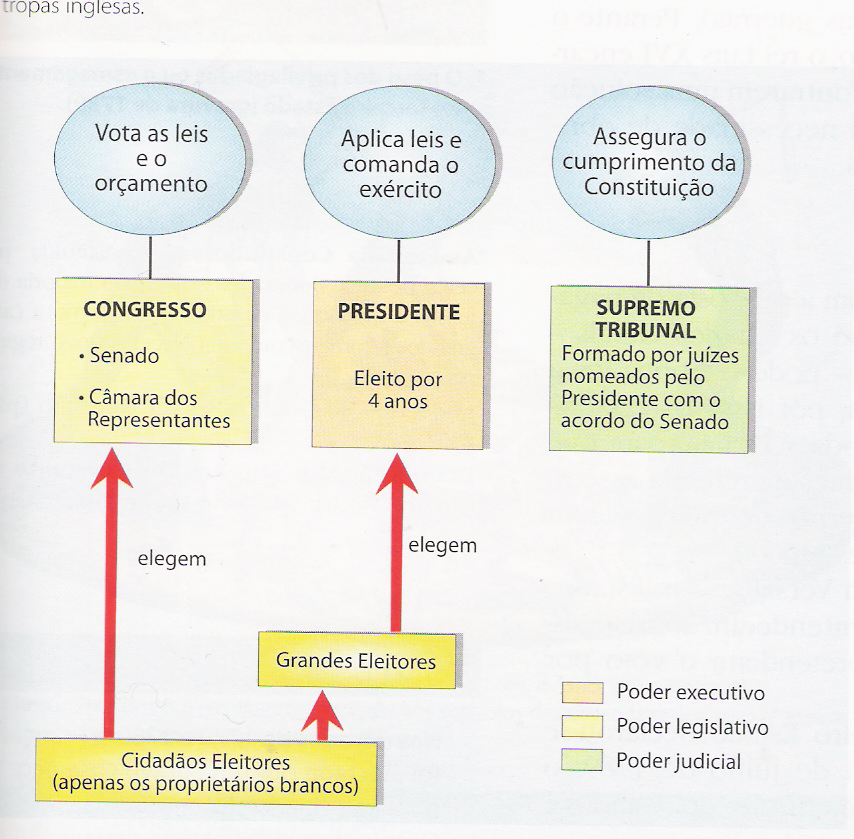 tropas inglesas.
Vota as leis
e o
orçamento
Aplica leis e
comanda o
exército
Assegura o
cumprimento da
Constituição
CONGRESSO
• Senado
• Câmara dos
Representantes
PRESIDENTE
Eleito por
4 anos
SUPREMO
TRIBUNAL
Formado por juízes
nomeados pelo
Presidente com o
acordo do Senado
elegem
elegem
Grandes Eleitores
Cidadãos Eleitores
(apenas os proprietários brancos)
Poder executivo
Poder legislativo
Poder judicial